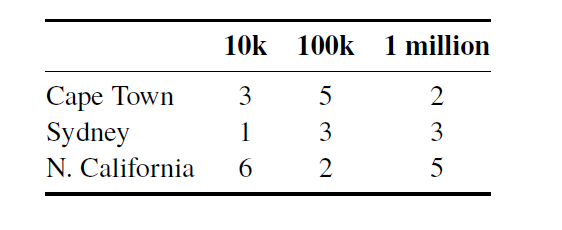 10k 100k 1 million
Cape Town 3 5 2
Sydney 1 3 3
N. California 6 2 5